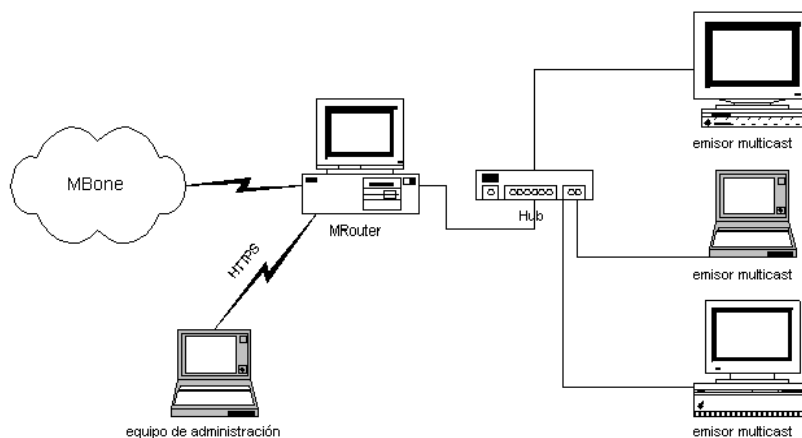 MBone
MRouter
HTTPS
equipo de administración
Hub
emisor multicast
emisor multicast
emisor multicast